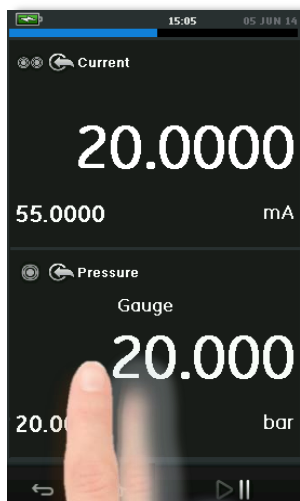 15:05 05 JUN 14
Current
20.0000
55.0000 mA
Pressure
Gauge
20.000
bar